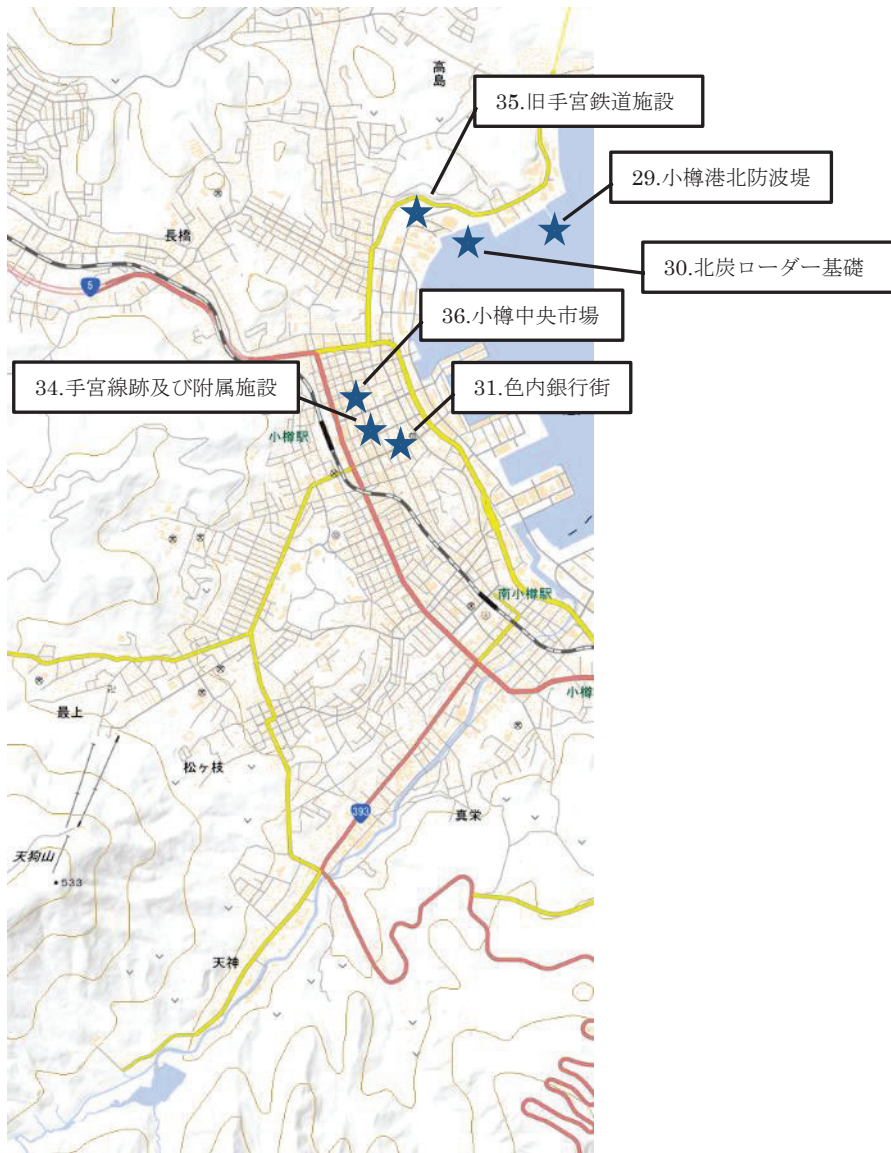 高島
35.旧手宮鉄道施設
29.小樽港北防波堤
長橋
30.北炭ローダー基礎
5
36.小樽中央市場
34.手宮線跡及び附属施設
31.色内銀行街
小樽駅
南小樽駅
小樽
最上
松ヶ枝
393
真栄
天狗山
•533
天神